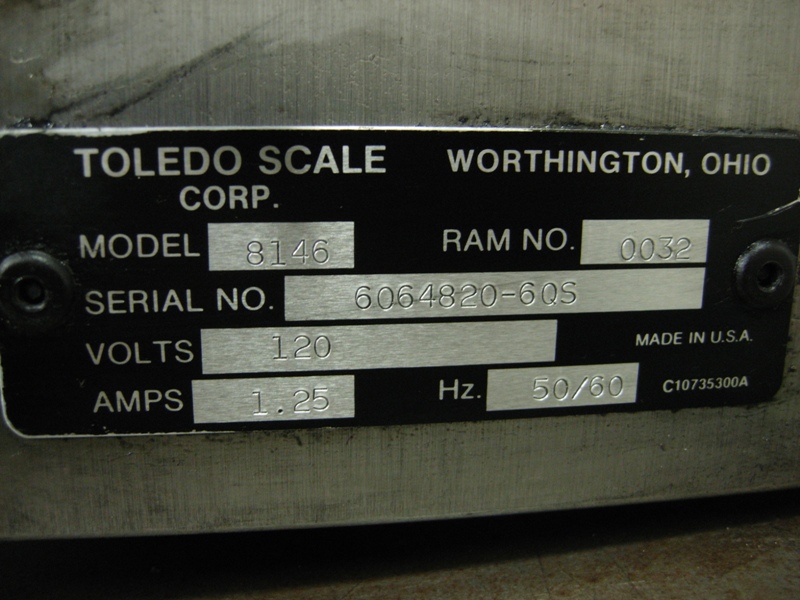 TOLEDO SCALE WORTHINGTON, OHIO
CORP.
MODEL 8146 RAM NO. 0032
SERIAL NO. 6064820-6QS
VOLTS 120 MADE IN U.S.A.
AMPS 1.25 Hz. 50/60 C10735300A